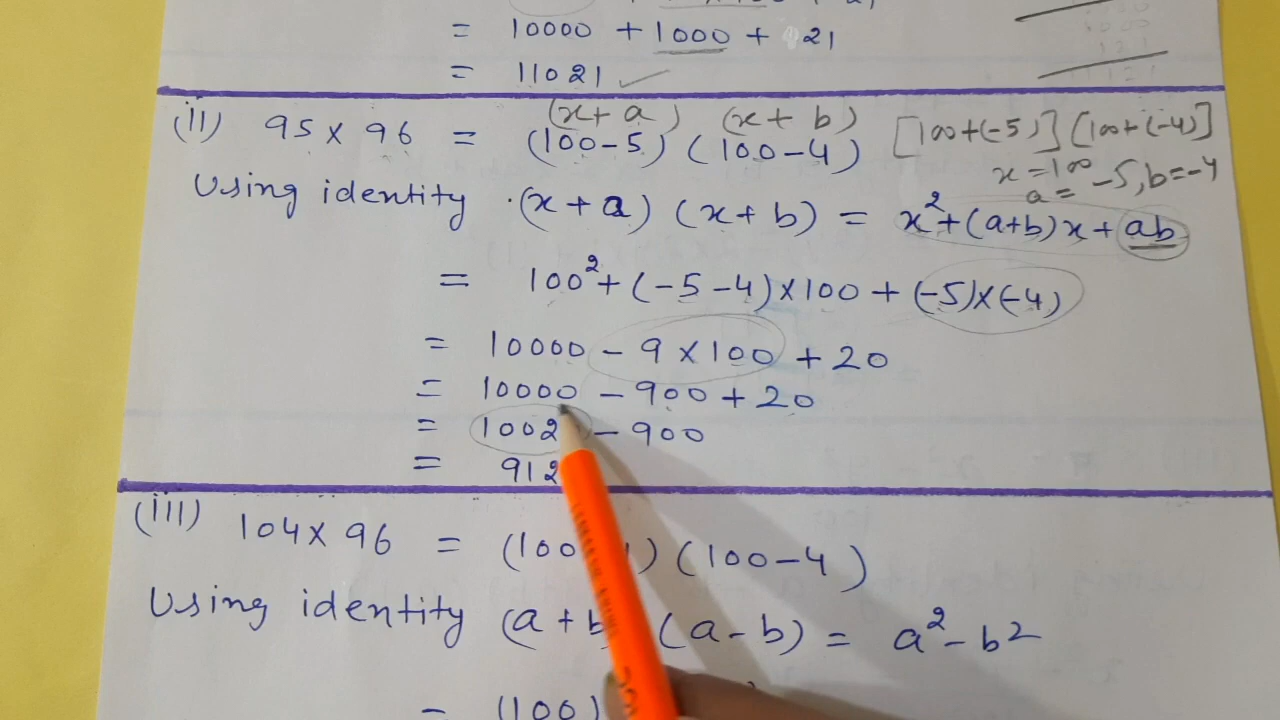 = 10000 + 1000 + 21
= 11021 ✓
(x+a) (x+b)
(ii) 95 × 96 = (100-5) (100-4) [100+(-5)] [100+(-4)]
x=100
a=-5, b=-4
Using identity (x+a) (x+b) = x²+(a+b)x+ab
= 100²+(-5-4)×100+(-5)×(-4)
= 10000 - 9×100 + 20
= 10000 - 900 + 20
= 1002 - 900
= 912
(iii) 104 × 96 = (100 ) (100-4)
Using identity (a+b (a-b) = a²-b²
= (100)